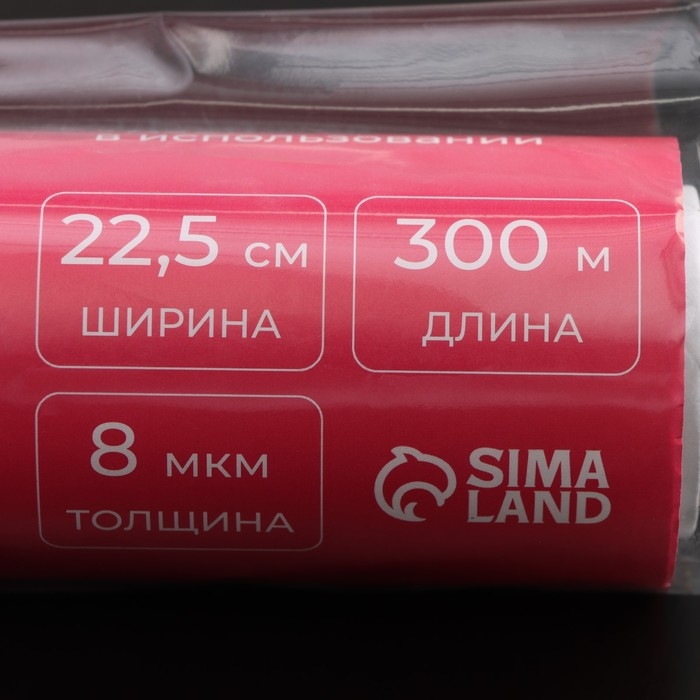 в использовании
22,5 см
ШИРИНА
300 м
ДЛИНА
8 мкм
ТОЛЩИНА
SIMA
LAND